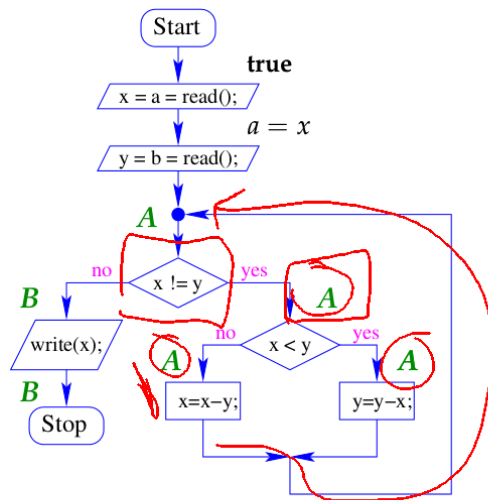 Start
true
x = a = read();
a = x
y = b = read();
A
no
x != y
yes
B
A
write(x);
no
x < y
yes
A
A
B
x=x−y;
y=y−x;
Stop